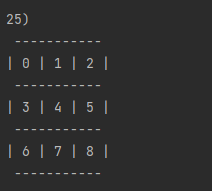 25)
 -----------
| 0 | 1 | 2 |
 -----------
| 3 | 4 | 5 |
 -----------
| 6 | 7 | 8 |
 -----------